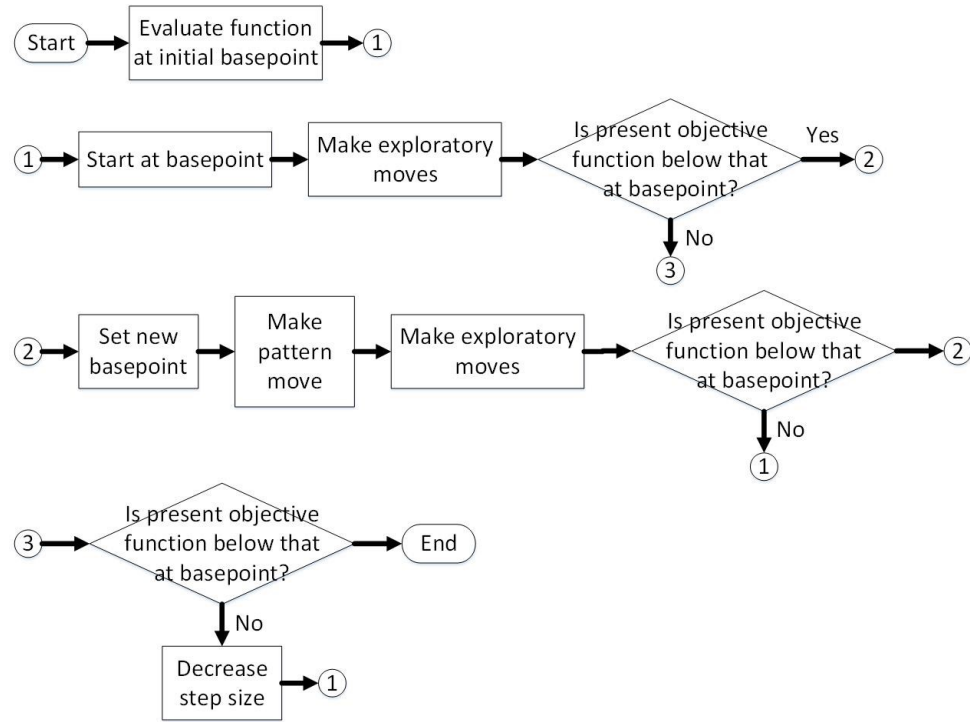 Start
Evaluate function
at initial basepoint
1
1
Start at basepoint
Make exploratory
moves
Is present objective
function below that
at basepoint?
Yes
2
No
3
2
Set new
basepoint
Make
pattern
move
Make exploratory
moves
Is present objective
function below that
at basepoint?
2
No
1
3
Is present objective
function below that
at basepoint?
End
No
Decrease
step size
1